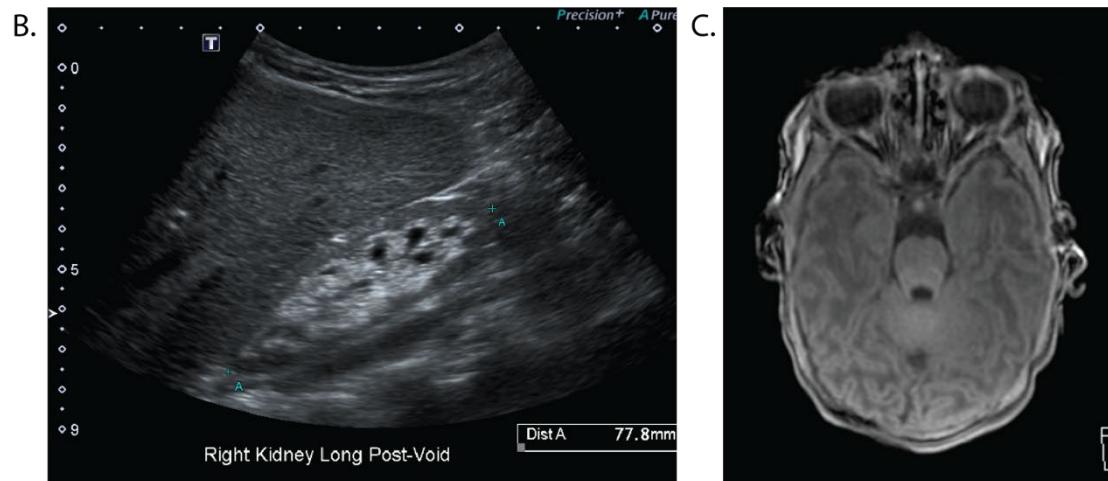 B.
Precision+ A Pure
C.
T
0
5
9
A
A
Dist A 77.8mm
Right Kidney Long Post-Void